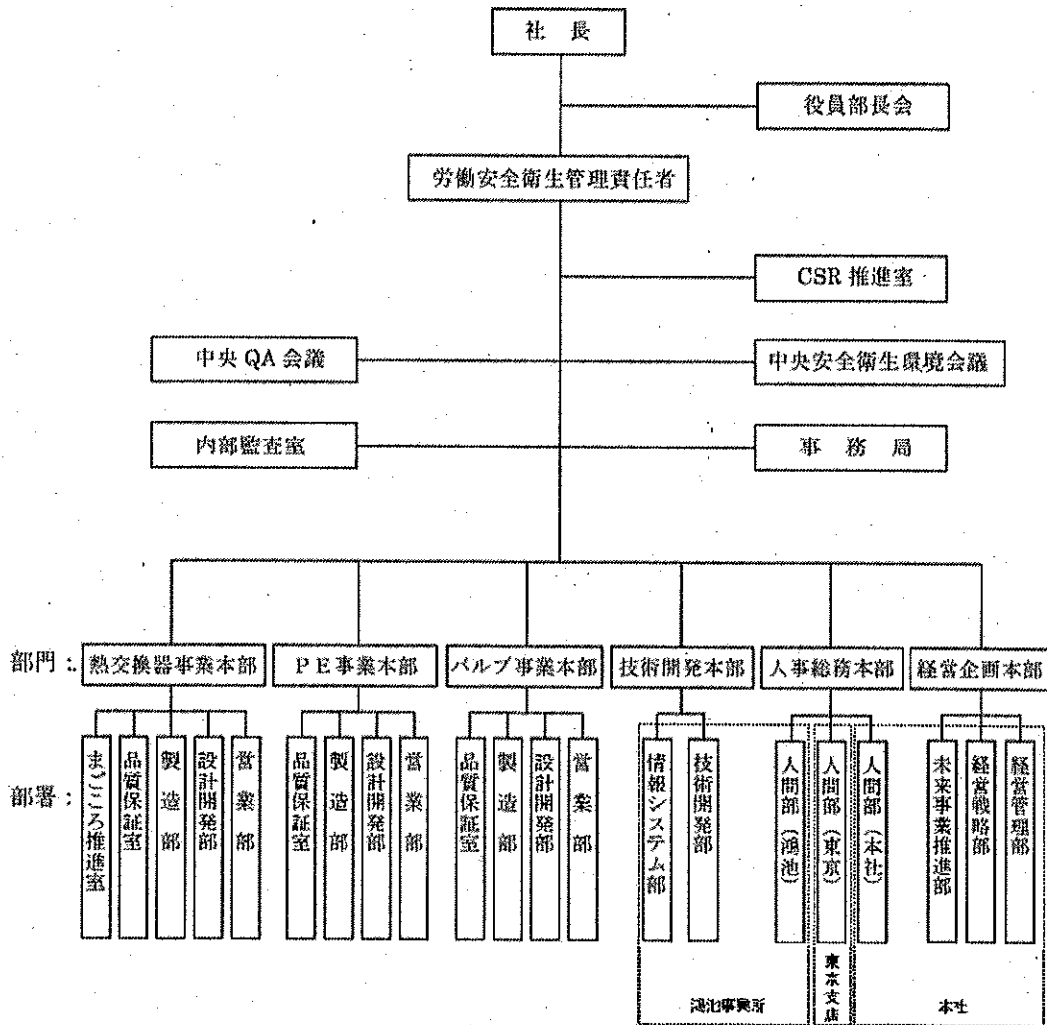 社 長
役員部長会
労働安全衛生管理責任者
CSR 推進室
中央 QA 会議
中央安全衛生環境会議
内部監査室
事 務 局
部門：
熱交換器事業本部
ＰＥ事業本部
バルブ事業本部
技術開発本部
人事総務本部
経営企画本部
部署：
まごころ推進室
品質保証室
製 造 部
設計開発部
営 業 部
品質保証室
製 造 部
設計開発部
営 業 部
品質保証室
製 造 部
設計開発部
営 業 部
情報システム部
技術開発部
人間部（鴻池）
人間部（東京）
人間部（本社）
未来事業推進部
経営戦略部
経営管理部
鴻池事業所
東京支店
本社